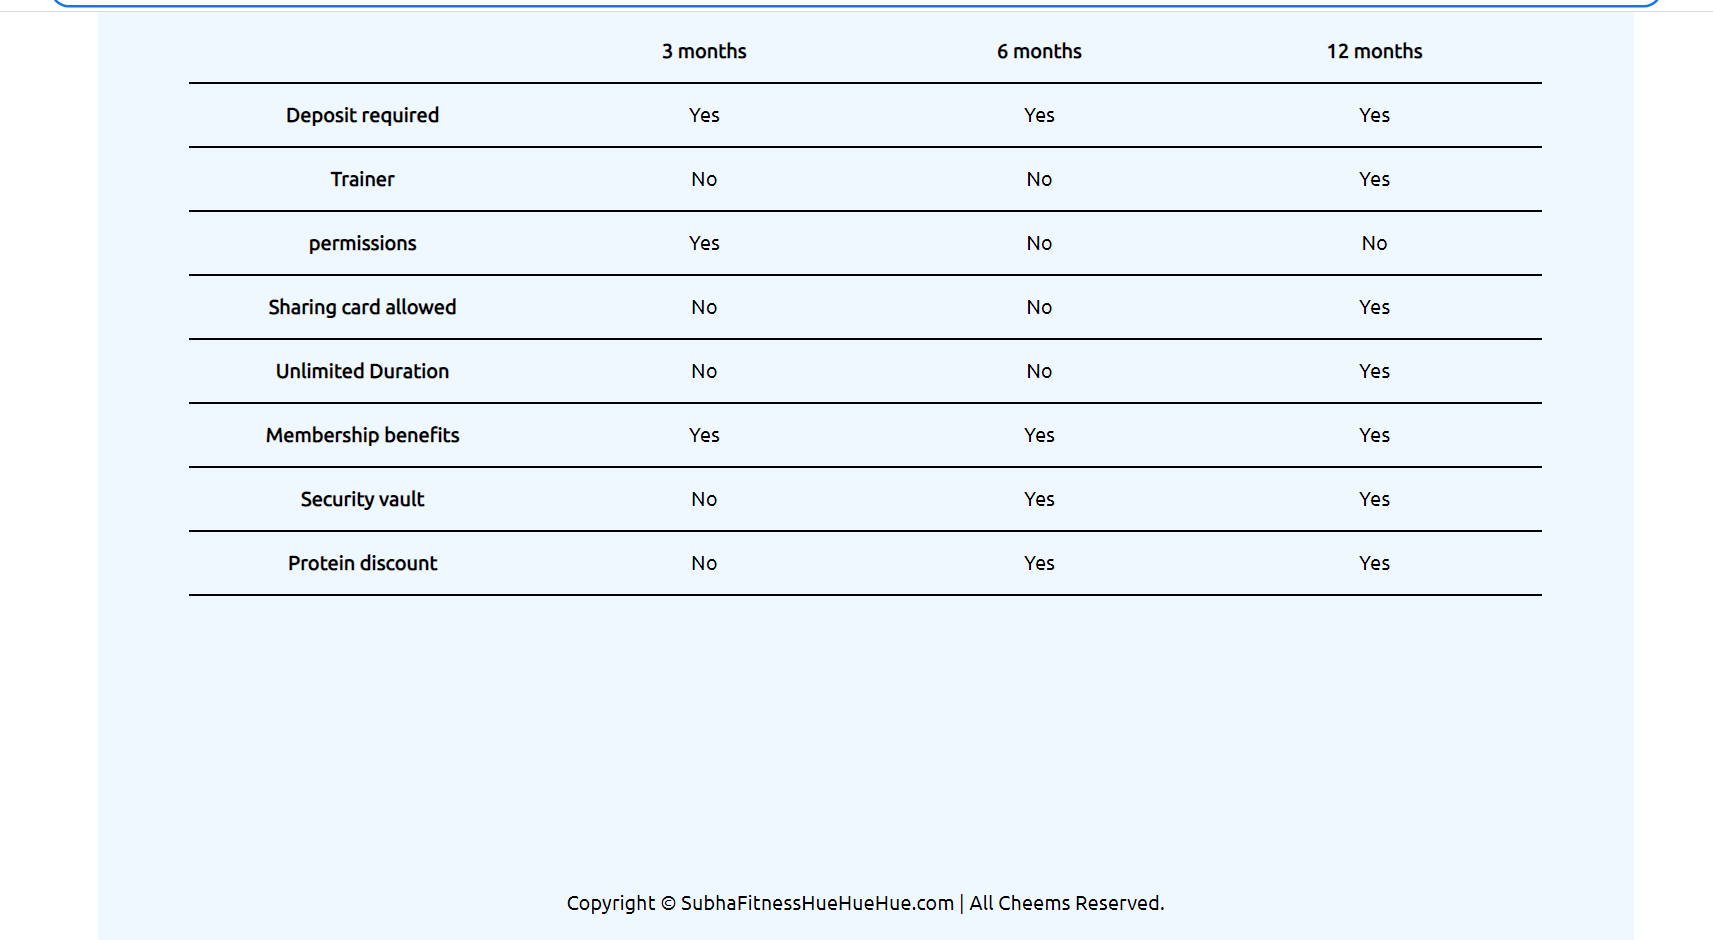 3 months 6 months 12 months
Deposit required Yes Yes Yes
Trainer No No Yes
permissions Yes No No
Sharing card allowed No No Yes
Unlimited Duration No No Yes
Membership benefits Yes Yes Yes
Security vault No Yes Yes
Protein discount No Yes Yes
Copyright © SubhaFitnessHueHueHue.com | All Cheems Reserved.